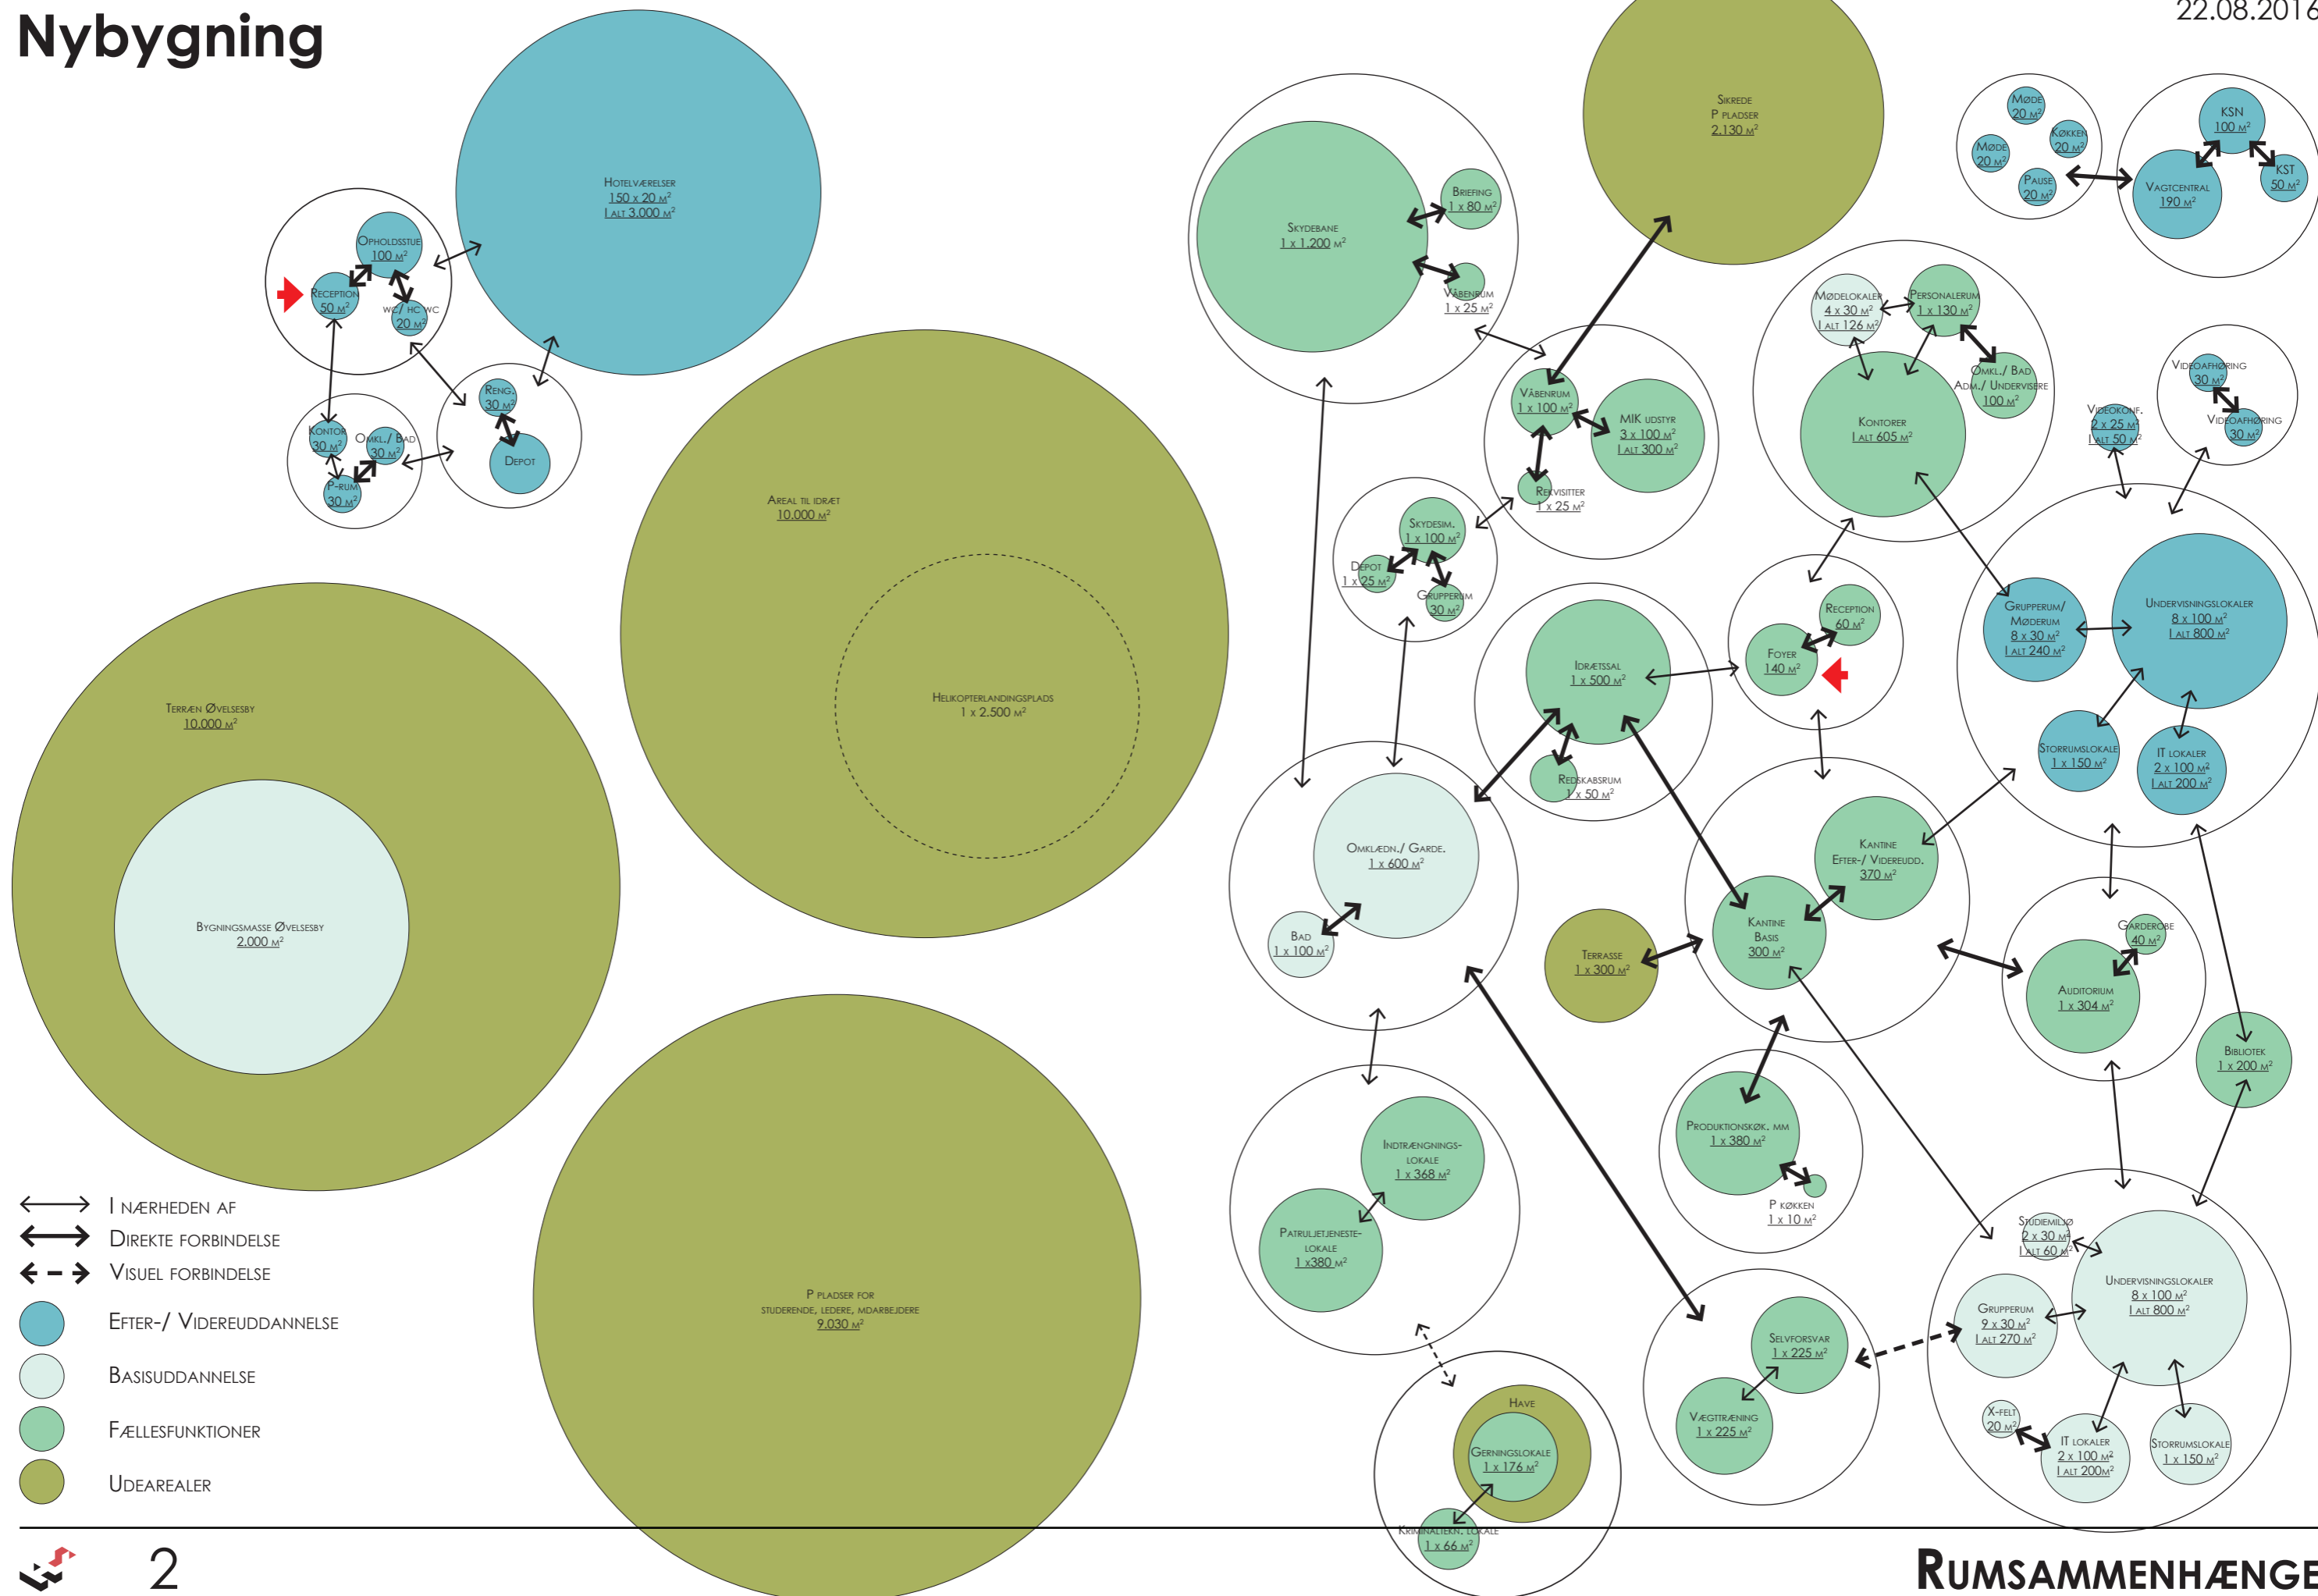 Nybygning
22.08.2016
Hotelværelser
150 x 20 m²
I alt 3.000 m²
Opholdsstue
100 m²
Reception
50 m²
wc/ hc wc
20 m²
Kontor
30 m²
Omkl./ Bad
30 m²
P-rum
30 m²
Reng.
30 m²
Depot
Areal til idræt
10.000 m²
Helikopterlandingsplads
1 x 2.500 m²
Terræn Øvelsesby
10.000 m²
Bygningsmasse Øvelsesby
2.000 m²
P pladser for
studerende, ledere, mdarbejdere
9.030 m²
Sikrede
P pladser
2.130 m²
Skydebane
1 x 1.200 m²
Briefing
1 x 80 m²
Våbenrum
1 x 25 m²
Våbenrum
1 x 100 m²
MIK udstyr
3 x 100 m²
I alt 300 m²
Rekvisitter
1 x 25 m²
Skydesim.
1 x 100 m²
Depot
1 x 25 m²
Grupperum
30 m²
Møde
20 m²
Køkken
20 m²
Møde
20 m²
Pause
20 m²
KSN
100 m²
KST
50 m²
Vagtcentral
190 m²
Mødelokaler
4 x 30 m²
I alt 126 m²
Personalerum
1 x 130 m²
Omkl./ Bad
Adm./ Undervisere
100 m²
Kontorer
I alt 605 m²
Videoafhøring
30 m²
Videoafhøring
30 m²
Videokonf.
2 x 25 m²
I alt 50 m²
Grupperum/
Møderum
8 x 30 m²
I alt 240 m²
Undervisningslokaler
8 x 100 m²
I alt 800 m²
Storrumslokale
1 x 150 m²
IT lokaler
2 x 100 m²
I alt 200 m²
Reception
60 m²
Foyer
140 m²
Idrætssal
1 x 500 m²
Redskabsrum
1 x 50 m²
Omklædn./ Garde.
1 x 600 m²
Bad
1 x 100 m²
Kantine
Efter-/ Videreudd.
370 m²
Kantine
Basis
300 m²
Terrasse
1 x 300 m²
Garderobe
40 m²
Auditorium
1 x 304 m²
Bibliotek
1 x 200 m²
Produktionskøk. mm
1 x 380 m²
P køkken
1 x 10 m²
Indtrængnings-
lokale
1 x 368 m²
Patruljetjeneste-
lokale
1 x380 m²
Selvforsvar
1 x 225 m²
Vægttræning
1 x 225 m²
Have
Gerningslokale
1 x 176 m²
Kriminaltekn. lokale
1 x 66 m²
Studiemiljø
2 x 30 m²
I alt 60 m²
Undervisningslokaler
8 x 100 m²
I alt 800 m²
Grupperum
9 x 30 m²
I alt 270 m²
X-felt
20 m²
IT lokaler
2 x 100 m²
I alt 200m²
Storrumslokale
1 x 150 m²
I nærheden af
Direkte forbindelse
Visuel forbindelse
Efter-/ Videreuddannelse
Basisuddannelse
Fællesfunktioner
Udearealer
2
Rumsammenhænge